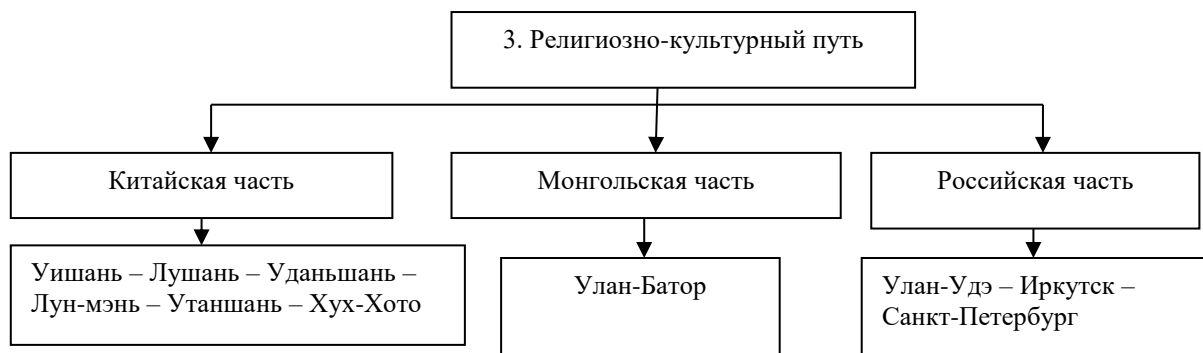 3. Религиозно-культурный путь
Китайская часть
Монгольская часть
Российская часть
Уишань – Лушань – Уданьшань –
Лун-мэнь – Утаншань – Хух-Хото
Улан-Батор
Улан-Удэ – Иркутск –
Санкт-Петербург